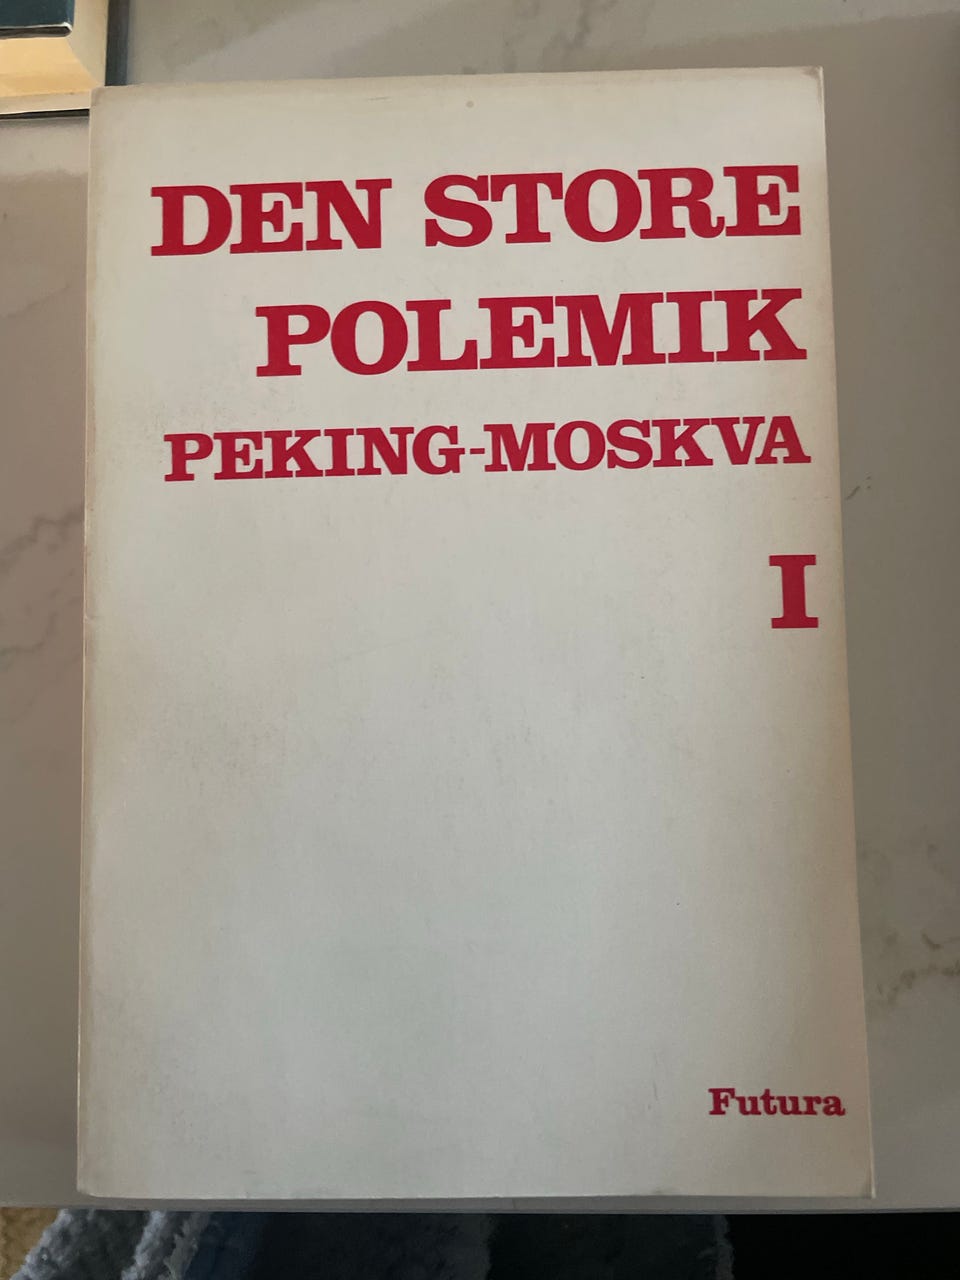 DEN STORE
POLEMIK
PEKING-MOSKVA
I
Futura